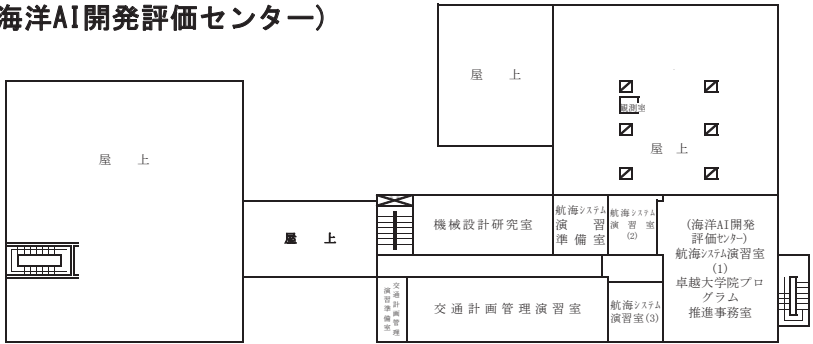 海洋AI開発評価センター)
屋 上
観測室
屋 上
屋 上
屋 上
機械設計研究室
航海システム
演 習
準 備 室
航海システム
演 習 室
(2)
(海洋AI開発
評価センター)
航海システム演習室
(1)
卓越大学院プロ
グラム
推進事務室
交通計画管理
演習準備室
交通計画管理演習室
航海システム
演習室(3)